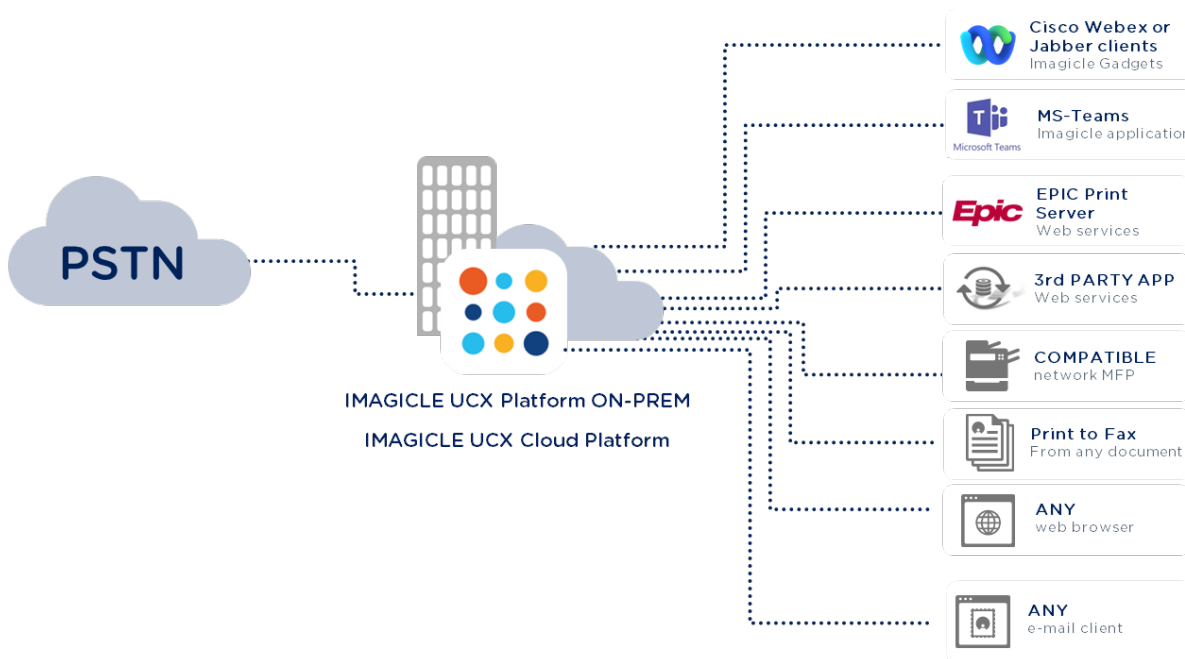 PSTN
IMAGICLE UCX Platform ON-PREM
IMAGICLE UCX Cloud Platform
Cisco Webex or
Jabber clients
Imagicle Gadgets
T
Microsoft Teams
MS-Teams
Imagicle application
Epic
EPIC Print
Server
Web services
3rd PARTY APP
Web services
COMPATIBLE
network MFP
Print to Fax
From any document
ANY
web browser
ANY
e-mail client